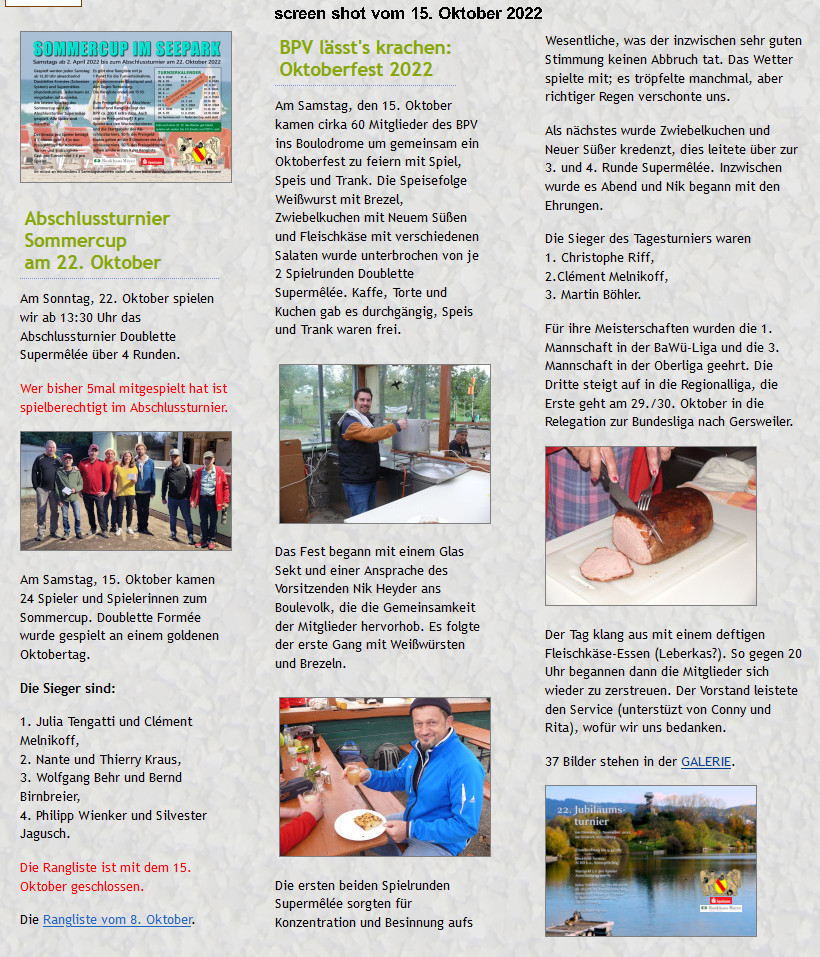 screen shot vom 15. Oktober 2022
SOMMERCUP IM SEEPARK
Samstags ab 2. April 2022 bis zum Abschlussturnier am 22. Oktober 2022
TURNIERKALENDER
Abschlussturnier
Sommercup
am 22. Oktober
Am Sonntag, 22. Oktober spielen
wir ab 13:30 Uhr das
Abschlussturnier Doublette
Supermêlée über 4 Runden.
Wer bisher 5mal mitgespielt hat ist
spielberechtigt im Abschlussturnier.
Am Samstag, 15. Oktober kamen
24 Spieler und Spielerinnen zum
Sommercup. Doublette Formée
wurde gespielt an einem goldenen
Oktobertag.
Die Sieger sind:
1. Julia Tengatti und Clément
Melnikoff,
2. Nante und Thierry Kraus,
3. Wolfgang Behr und Bernd
Birnbreier,
4. Philipp Wienker und Silvester
Jagusch.
Die Rangliste ist mit dem 15.
Oktober geschlossen.
Die Rangliste vom 8. Oktober.
BPV lässt's krachen:
Oktoberfest 2022
Am Samstag, den 15. Oktober
kamen cirka 60 Mitglieder des BPV
ins Boulodrome um gemeinsam ein
Oktoberfest zu feiern mit Spiel,
Speis und Trank. Die Speisefolge
Weißwurst mit Brezel,
Zwiebelkuchen mit Neuem Süßen
und Fleischkäse mit verschiedenen
Salaten wurde unterbrochen von je
2 Spielrunden Doublette
Supermêlée. Kaffe, Torte und
Kuchen gab es durchgängig, Speis
und Trank waren frei.
Das Fest begann mit einem Glas
Sekt und einer Ansprache des
Vorsitzenden Nik Heyder ans
Boulevolk, die die Gemeinsamkeit
der Mitglieder hervorhob. Es folgte
der erste Gang mit Weißwürsten
und Brezeln.
Die ersten beiden Spielrunden
Supermêlée sorgten für
Konzentration und Besinnung aufs
Wesentliche, was der inzwischen sehr guten
Stimmung keinen Abbruch tat. Das Wetter
spielte mit; es tröpfelte manchmal, aber
richtiger Regen verschonte uns.
Als nächstes wurde Zwiebelkuchen und
Neuer Süßer kredenzt, dies leitete über zur
3. und 4. Runde Supermêlée. Inzwischen
wurde es Abend und Nik begann mit den
Ehrungen.
Die Sieger des Tagesturniers waren
1. Christophe Riff,
2.Clément Melnikoff,
3. Martin Böhler.
Für ihre Meisterschaften wurden die 1.
Mannschaft in der BaWü-Liga und die 3.
Mannschaft in der Oberliga geehrt. Die
Dritte steigt auf in die Regionalliga, die
Erste geht am 29./30. Oktober in die
Relegation zur Bundesliga nach Gersweiler.
Der Tag klang aus mit einem deftigen
Fleischkäse-Essen (Leberkas?). So gegen 20
Uhr begannen dann die Mitglieder sich
wieder zu zerstreuen. Der Vorstand leistete
den Service (unterstüzt von Conny und
Rita), wofür wir uns bedanken.
37 Bilder stehen in der GALERIE.
22. Jubiläums-
turnier